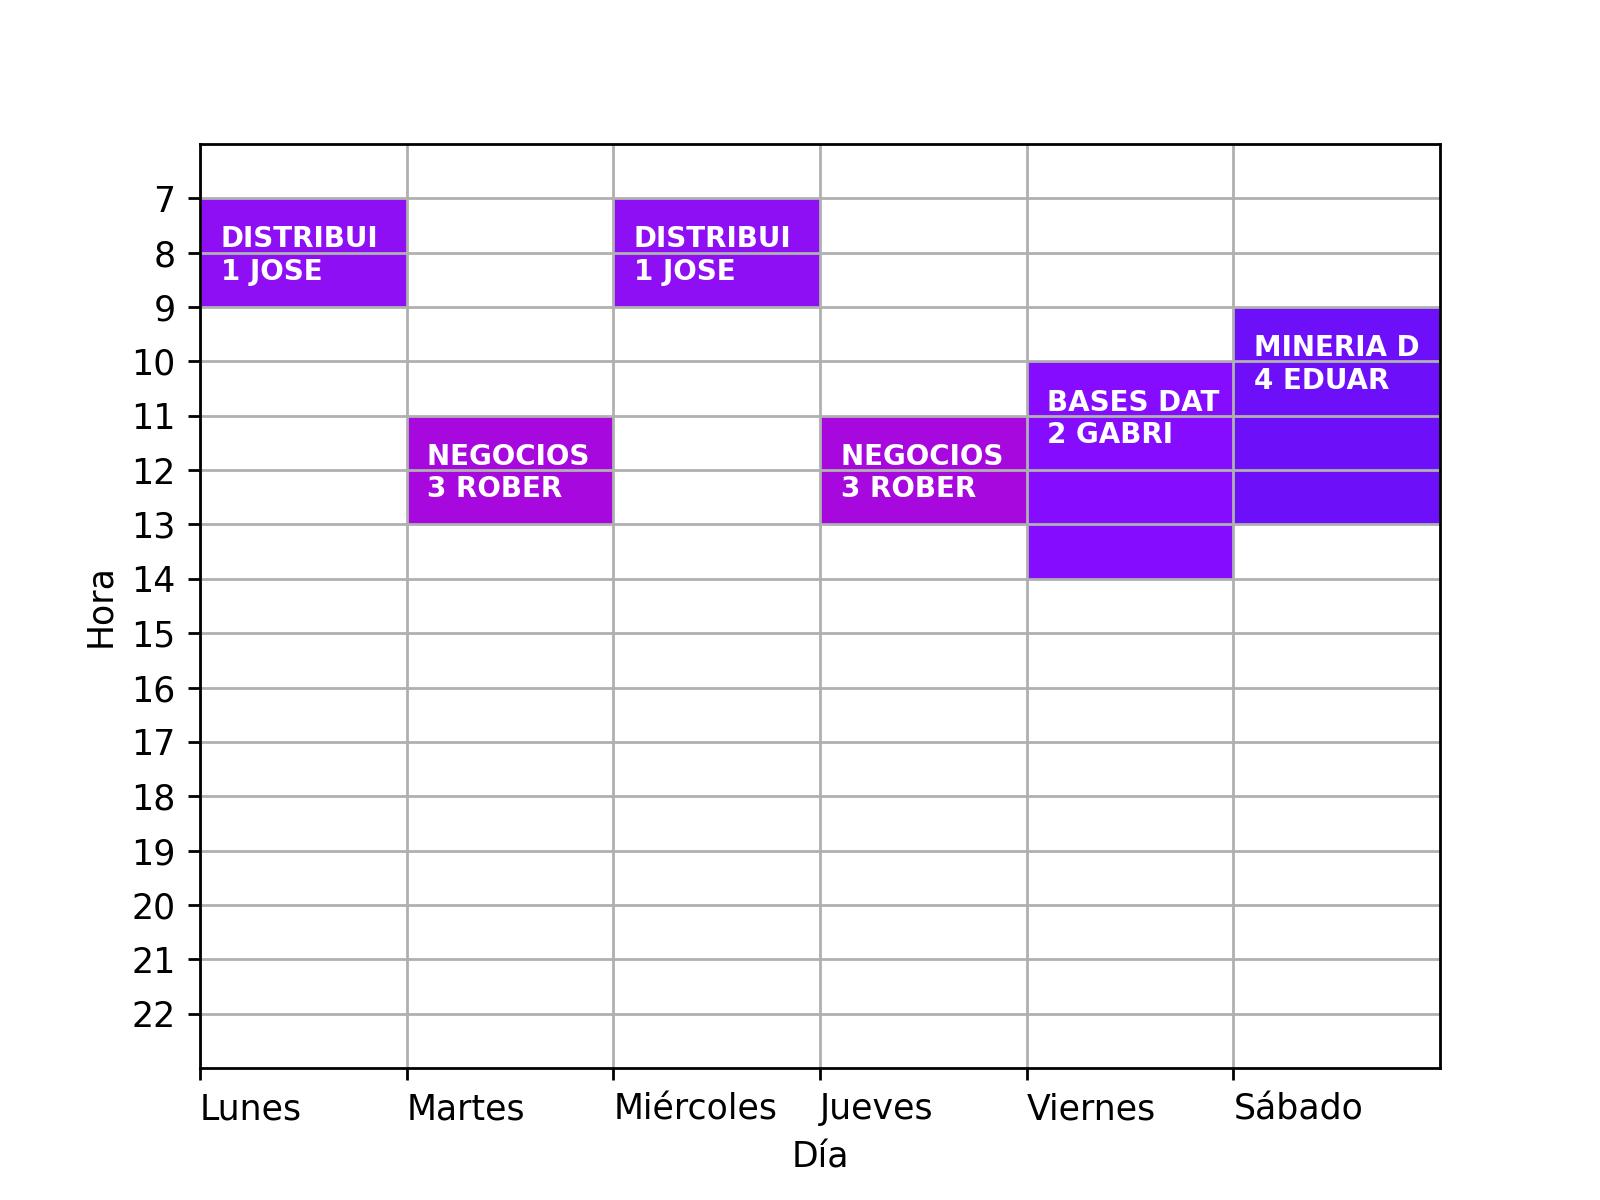 7
8
9
10
11
12
13
14
15
16
17
18
19
20
21
22
Hora
DISTRIBUI
1 JOSE
NEGOCIOS
3 ROBER
DISTRIBUI
1 JOSE
NEGOCIOS
3 ROBER
BASES DAT
2 GABRI
MINERIA D
4 EDUAR
Lunes
Martes
Miércoles
Jueves
Viernes
Sábado
Día